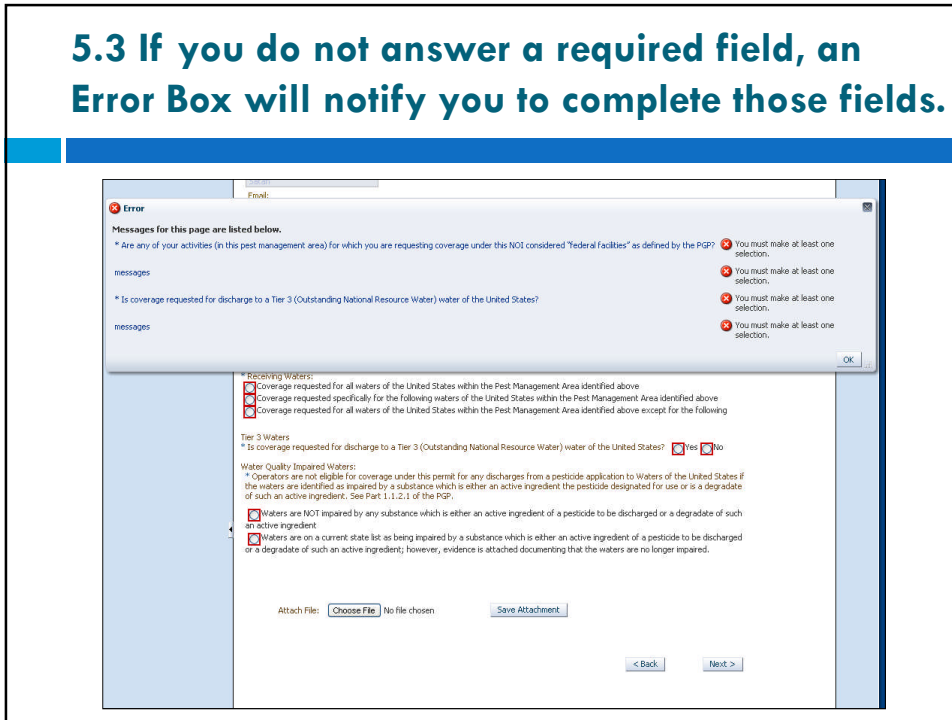 5.3 If you do not answer a required field, an
Error Box will notify you to complete those fields.
Sarah
Email:
Error
Messages for this page are listed below.
* Are any of your activities (in this pest management area) for which you are requesting coverage under this NOI considered "federal facilities" as defined by the PGP? You must make at least one
selection.
messages You must make at least one
selection.
* Is coverage requested for discharge to a Tier 3 (Outstanding National Resource Water) water of the United States? You must make at least one
selection.
messages You must make at least one
selection.
OK
* Receiving Waters:
Coverage requested for all waters of the United States within the Pest Management Area identified above
Coverage requested specifically for the following waters of the United States within the Pest Management Area identified above
Coverage requested for all waters of the United States within the Pest Management Area identified above except for the following
Tier 3 Waters
* Is coverage requested for discharge to a Tier 3 (Outstanding National Resource Water) water of the United States? Yes No
Water Quality Impaired Waters:
* Operators are not eligible for coverage under this permit for any discharges from a pesticide application to Waters of the United States if
the waters are identified as impaired by a substance which is either an active ingredient the pesticide designated for use or is a degradate
of such an active ingredient. See Part 1.1.2.1 of the PGP.
Waters are NOT impaired by any substance which is either an active ingredient of a pesticide to be discharged or a degradate of such
an active ingredient
Waters are on a current state list as being impaired by a substance which is either an active ingredient of a pesticide to be discharged
or a degradate of such an active ingredient; however, evidence is attached documenting that the waters are no longer impaired.
Attach File: Choose File No file chosen Save Attachment
< Back Next >